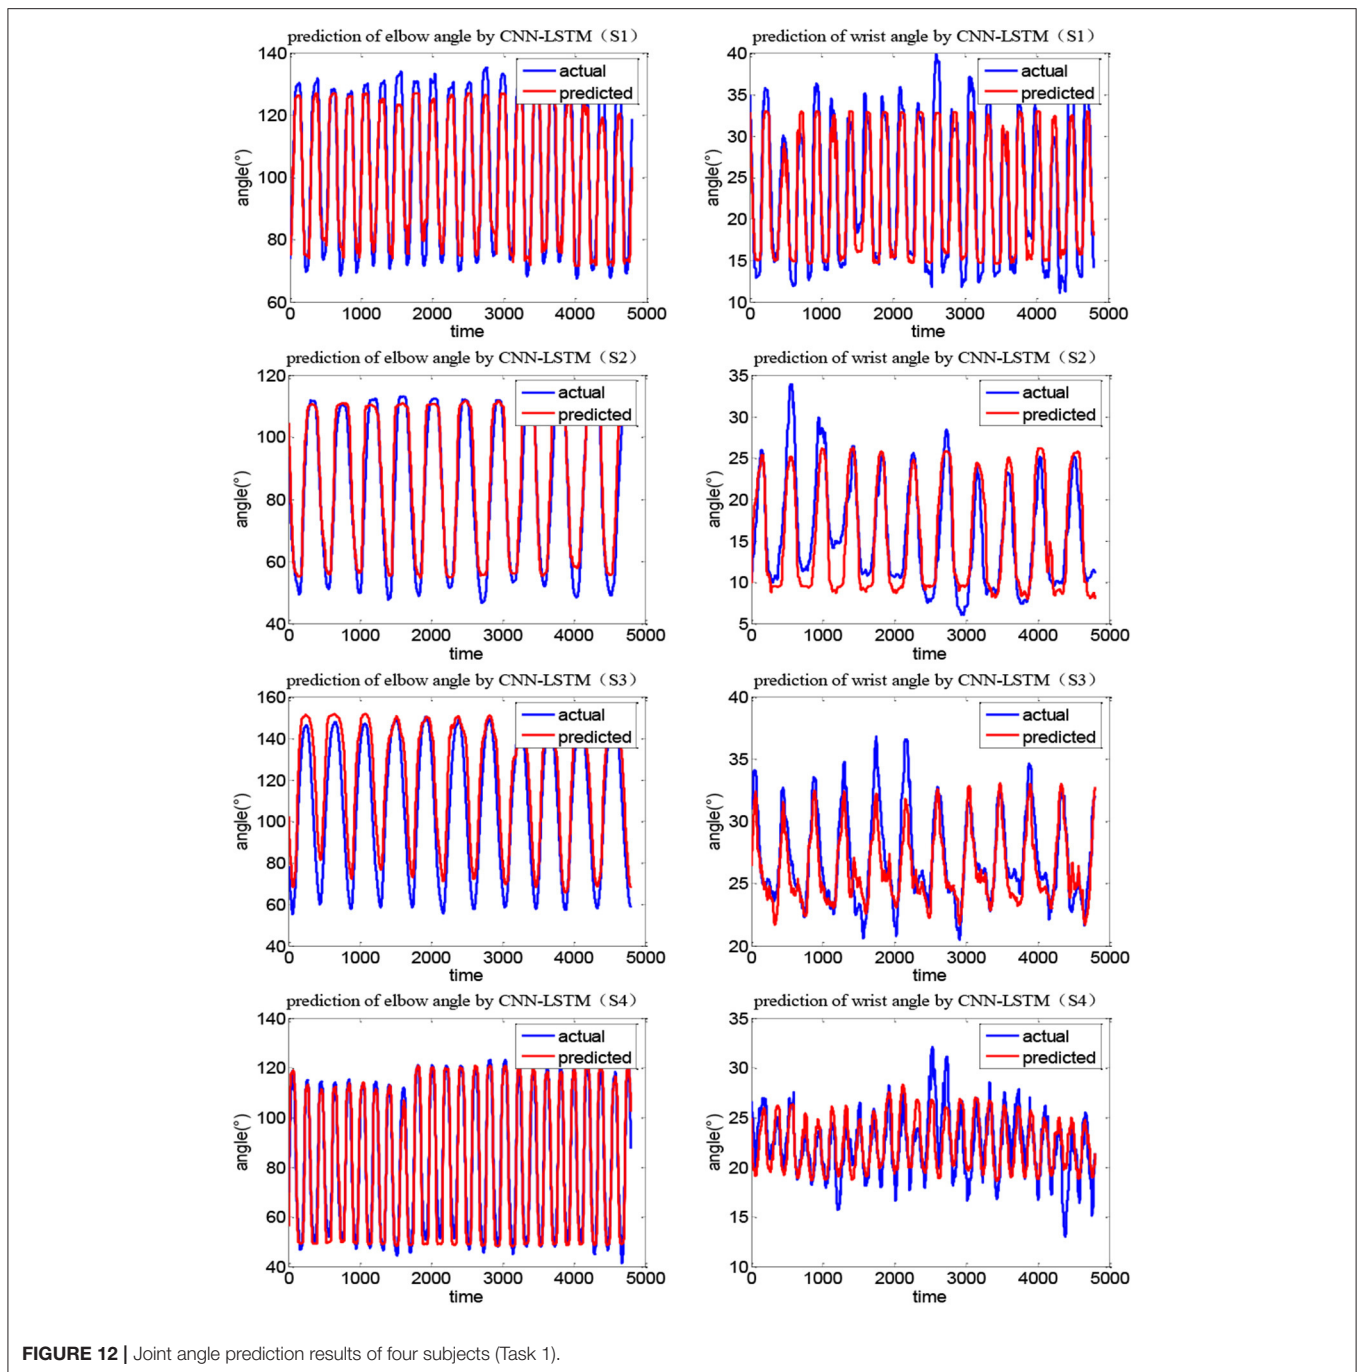 prediction of elbow angle by CNN-LSTM（S1）
140
120
100
80
60
angle(°)
actual
predicted
0 1000 2000 3000 4000 5000
time
prediction of wrist angle by CNN-LSTM（S1）
40
35
30
25
20
15
10
angle(°)
actual
predicted
0 1000 2000 3000 4000 5000
time
prediction of elbow angle by CNN-LSTM（S2）
120
100
80
60
40
angle(°)
actual
predicted
0 1000 2000 3000 4000 5000
time
prediction of wrist angle by CNN-LSTM（S2）
35
30
25
20
15
10
5
angle(°)
actual
predicted
0 1000 2000 3000 4000 5000
time
prediction of elbow angle by CNN-LSTM（S3）
160
140
120
100
80
60
40
angle(°)
actual
predicted
0 1000 2000 3000 4000 5000
time
prediction of wrist angle by CNN-LSTM（S3）
40
35
30
25
20
angle(°)
actual
predicted
0 1000 2000 3000 4000 5000
time
prediction of elbow angle by CNN-LSTM（S4）
140
120
100
80
60
40
angle(°)
actual
predicted
0 1000 2000 3000 4000 5000
time
prediction of wrist angle by CNN-LSTM（S4）
35
30
25
20
15
10
angle(°)
actual
predicted
0 1000 2000 3000 4000 5000
time
FIGURE 12 | Joint angle prediction results of four subjects (Task 1).